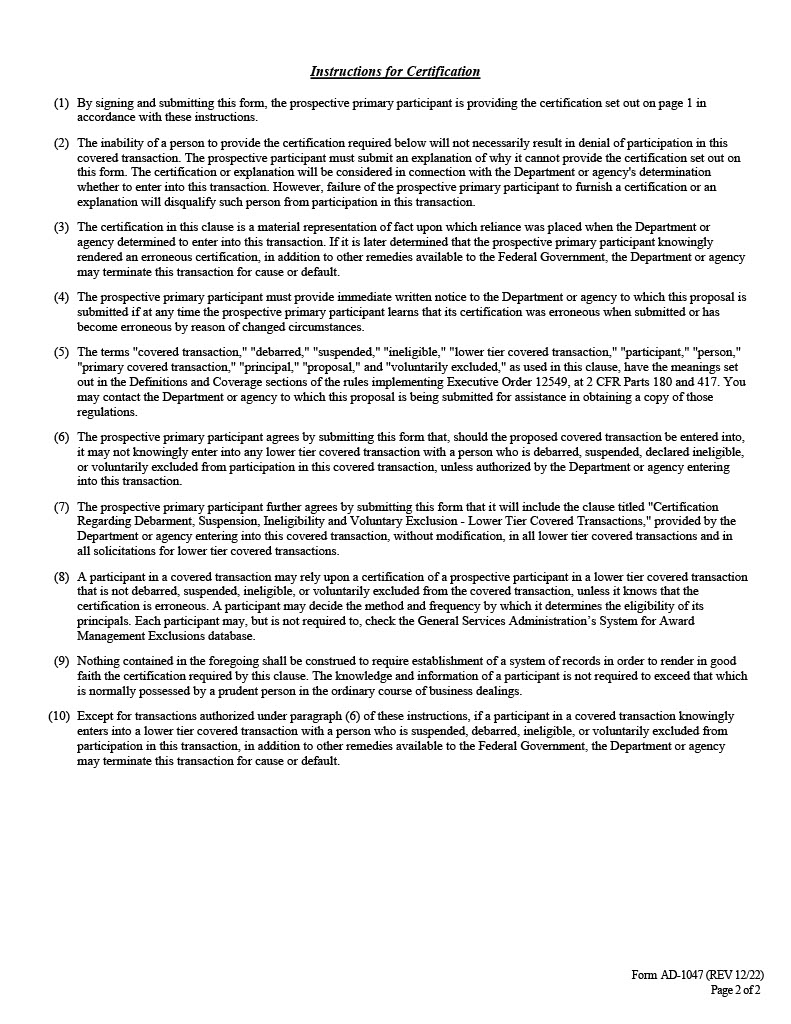 Instructions for Certification
(1) By signing and submitting this form, the prospective primary participant is providing the certification set out on page 1 in
accordance with these instructions.
(2) The inability of a person to provide the certification required below will not necessarily result in denial of participation in this
covered transaction. The prospective participant must submit an explanation of why it cannot provide the certification set out on
this form. The certification or explanation will be considered in connection with the Department or agency's determination
whether to enter into this transaction. However, failure of the prospective primary participant to furnish a certification or an
explanation will disqualify such person from participation in this transaction.
(3) The certification in this clause is a material representation of fact upon which reliance was placed when the Department or
agency determined to enter into this transaction. If it is later determined that the prospective primary participant knowingly
rendered an erroneous certification, in addition to other remedies available to the Federal Government, the Department or agency
may terminate this transaction for cause or default.
(4) The prospective primary participant must provide immediate written notice to the Department or agency to which this proposal is
submitted if at any time the prospective primary participant learns that its certification was erroneous when submitted or has
become erroneous by reason of changed circumstances.
(5) The terms "covered transaction," "debarred," "suspended," "ineligible," "lower tier covered transaction," "participant," "person,"
"primary covered transaction," "principal," "proposal," and "voluntarily excluded," as used in this clause, have the meanings set
out in the Definitions and Coverage sections of the rules implementing Executive Order 12549, at 2 CFR Parts 180 and 417. You
may contact the Department or agency to which this proposal is being submitted for assistance in obtaining a copy of those
regulations.
(6) The prospective primary participant agrees by submitting this form that, should the proposed covered transaction be entered into,
it may not knowingly enter into any lower tier covered transaction with a person who is debarred, suspended, declared ineligible,
or voluntarily excluded from participation in this covered transaction, unless authorized by the Department or agency entering
into this transaction.
(7) The prospective primary participant further agrees by submitting this form that it will include the clause titled "Certification
Regarding Debarment, Suspension, Ineligibility and Voluntary Exclusion - Lower Tier Covered Transactions," provided by the
Department or agency entering into this covered transaction, without modification, in all lower tier covered transactions and in
all solicitations for lower tier covered transactions.
(8) A participant in a covered transaction may rely upon a certification of a prospective participant in a lower tier covered transaction
that is not debarred, suspended, ineligible, or voluntarily excluded from the covered transaction, unless it knows that the
certification is erroneous. A participant may decide the method and frequency by which it determines the eligibility of its
principals. Each participant may, but is not required to, check the General Services Administration’s System for Award
Management Exclusions database.
(9) Nothing contained in the foregoing shall be construed to require establishment of a system of records in order to render in good
faith the certification required by this clause. The knowledge and information of a participant is not required to exceed that which
is normally possessed by a prudent person in the ordinary course of business dealings.
(10) Except for transactions authorized under paragraph (6) of these instructions, if a participant in a covered transaction knowingly
enters into a lower tier covered transaction with a person who is suspended, debarred, ineligible, or voluntarily excluded from
participation in this transaction, in addition to other remedies available to the Federal Government, the Department or agency
may terminate this transaction for cause or default.
Form AD-1047 (REV 12/22)
Page 2 of 2